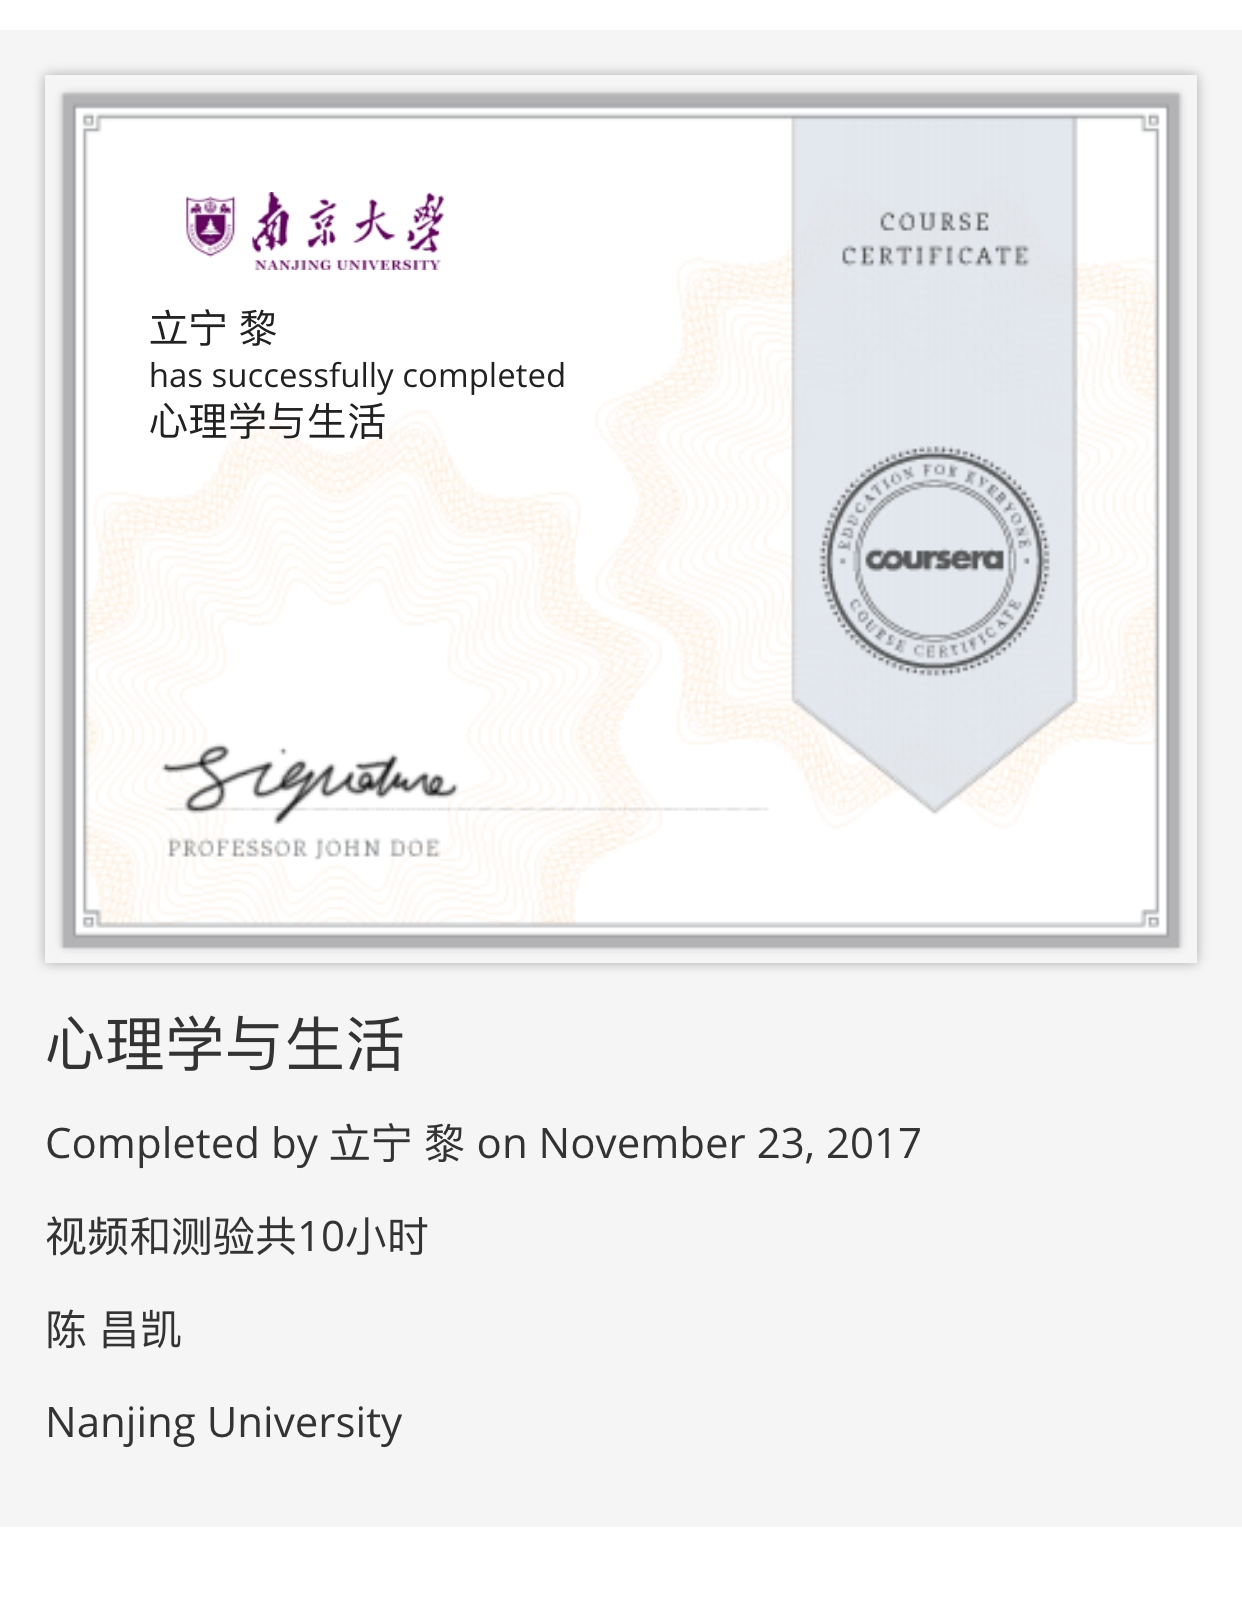 南京大學
NANJING UNIVERSITY
立宁 黎
has successfully completed
心理学与生活
Signature
PROFESSOR JOHN DOE
COURSE
CERTIFICATE
EDUCATION FOR EVERYONE
coursera
COURSE CERTIFICATE
心理学与生活
Completed by 立宁 黎 on November 23, 2017
视频和测验共10小时
陈 昌凯
Nanjing University